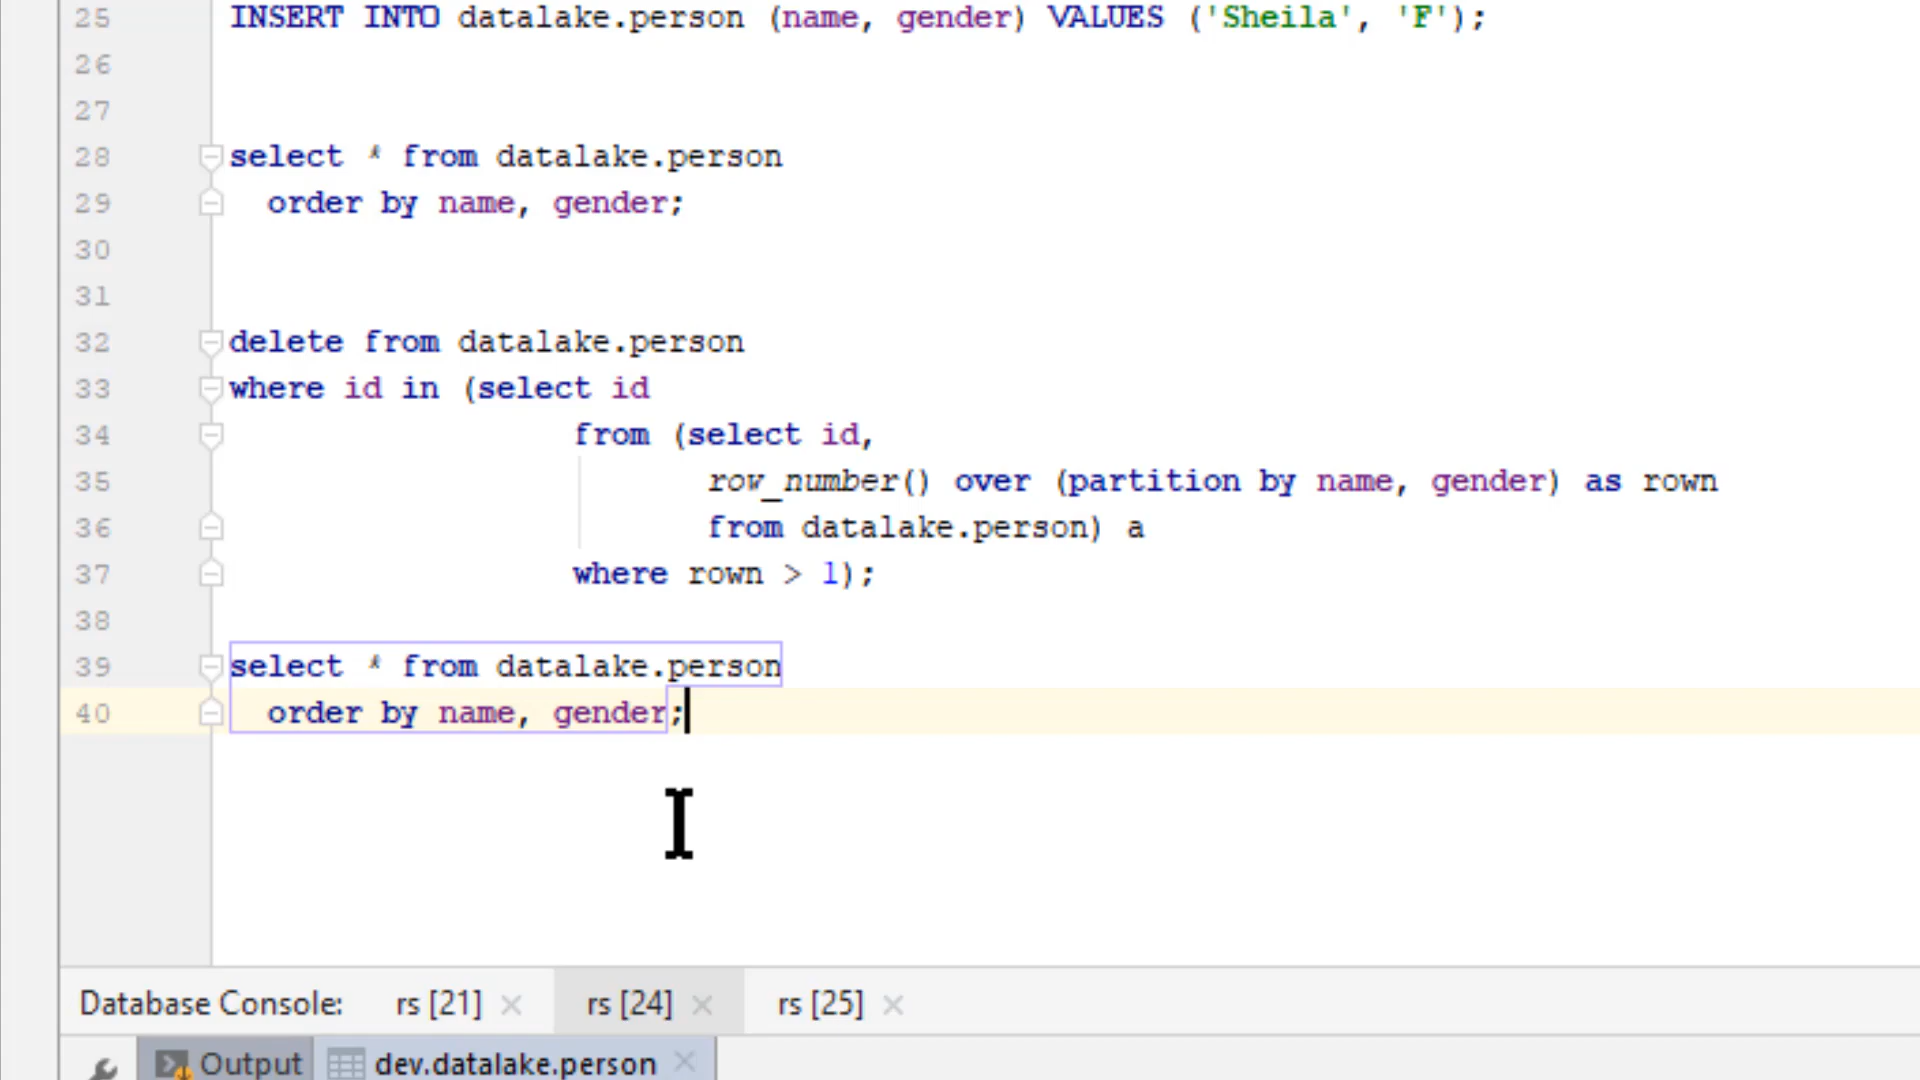 25 INSERT INTO datalake.person (name, gender) VALUES ('Sheila', 'F');
26
27
28 select * from datalake.person
29 order by name, gender;
30
31
32 delete from datalake.person
33 where id in (select id
34 from (select id,
35 row_number() over (partition by name, gender) as rown
36 from datalake.person) a
37 where rown > 1);
38
39 select * from datalake.person
40 order by name, gender;
Database Console: rs [21] rs [24] rs [25]
Output dev.datalake.person